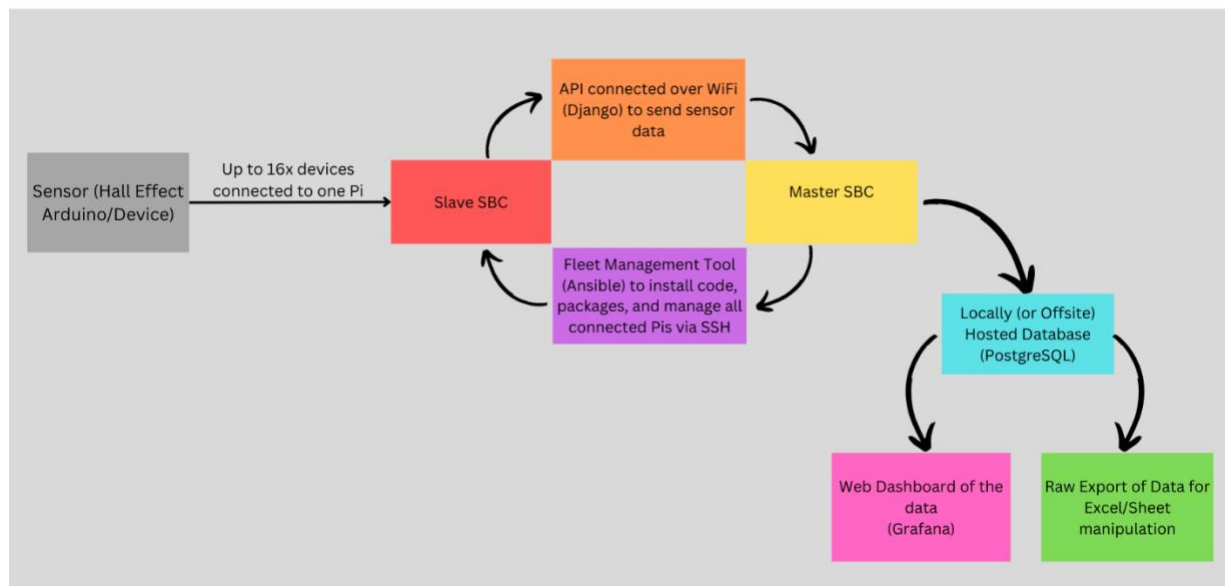 API connected over WiFi
(Django) to send sensor
data
Up to 16x devices
connected to one Pi
Sensor (Hall Effect
Arduino/Device)
Slave SBC
Master SBC
Fleet Management Tool
(Ansible) to install code,
packages, and manage all
connected Pis via SSH
Locally (or Offsite)
Hosted Database
(PostgreSQL)
Web Dashboard of the
data
(Grafana)
Raw Export of Data for
Excel/Sheet
manipulation